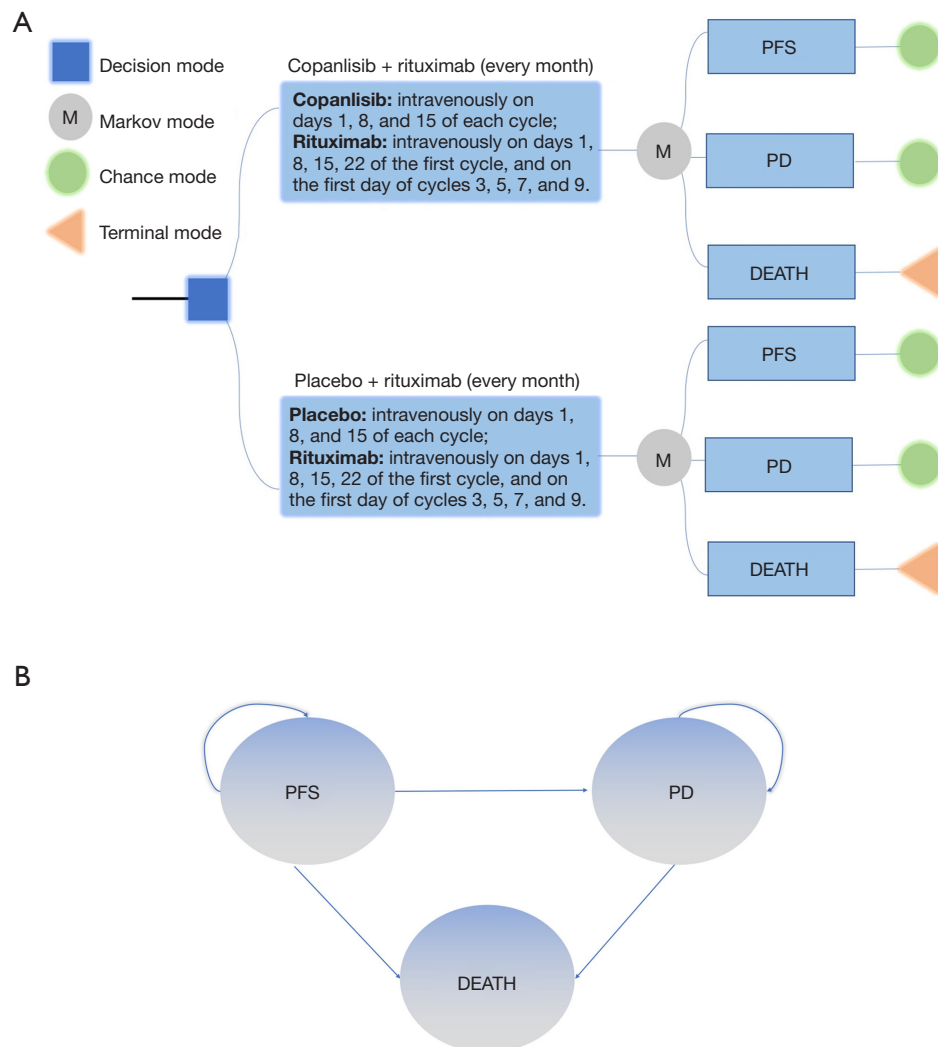 A
Decision mode
M
Markov mode
Chance mode
Terminal mode
Copanlisib + rituximab (every month)
Copanlisib: intravenously on
days 1, 8, and 15 of each cycle;
Rituximab: intravenously on days 1,
8, 15, 22 of the first cycle, and on
the first day of cycles 3, 5, 7, and 9.
M
PFS
PD
DEATH
Placebo + rituximab (every month)
Placebo: intravenously on days 1,
8, and 15 of each cycle;
Rituximab: intravenously on days 1,
8, 15, 22 of the first cycle, and on
the first day of cycles 3, 5, 7, and 9.
M
PFS
PD
DEATH
B
PFS
PD
DEATH